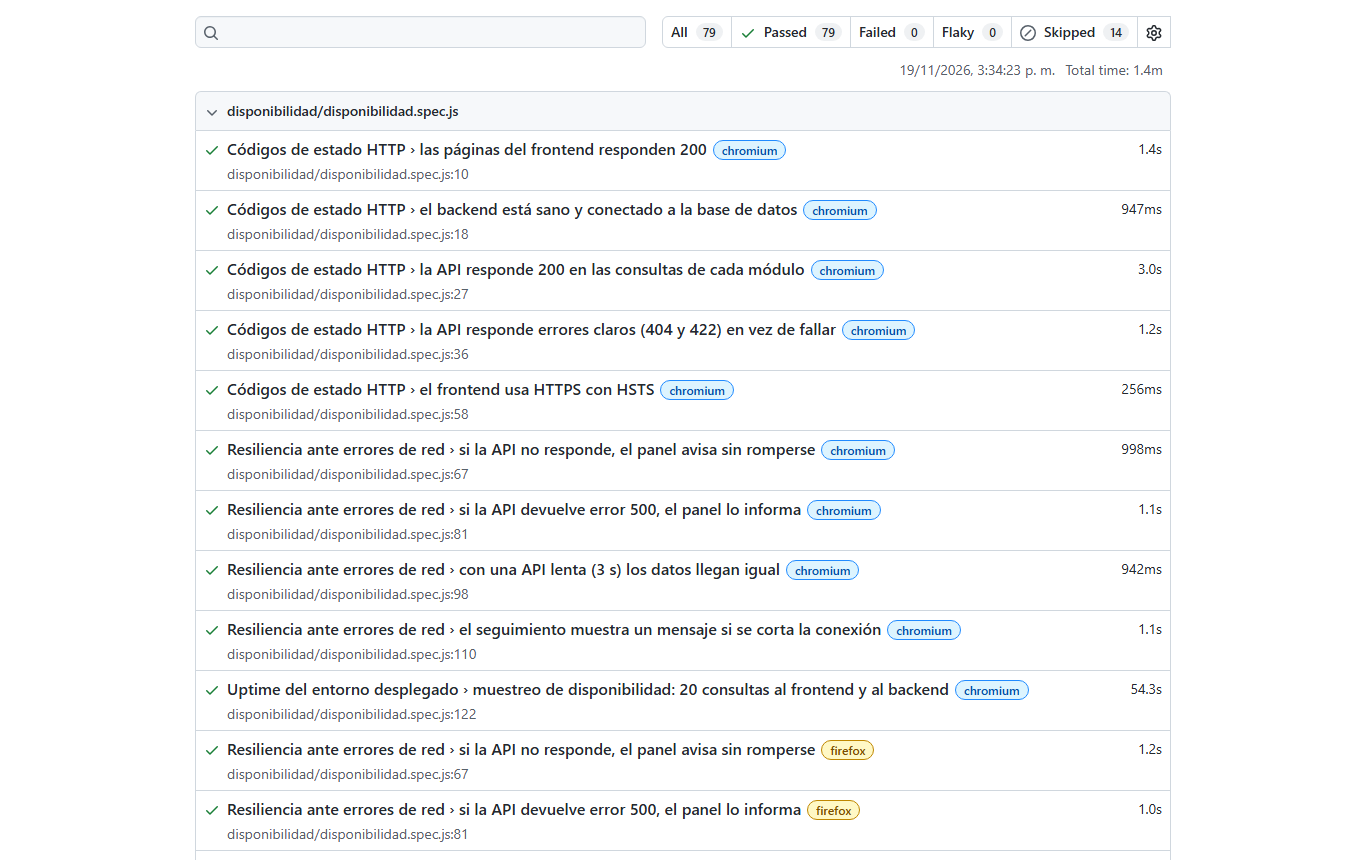 All 79 Passed 79 Failed 0 Flaky 0 Skipped 14
19/11/2026, 3:34:23 p. m. Total time: 1.4m
disponibilidad/disponibilidad.spec.js
Códigos de estado HTTP › las páginas del frontend responden 200 chromium 1.4s
disponibilidad/disponibilidad.spec.js:10
Códigos de estado HTTP › el backend está sano y conectado a la base de datos chromium 947ms
disponibilidad/disponibilidad.spec.js:18
Códigos de estado HTTP › la API responde 200 en las consultas de cada módulo chromium 3.0s
disponibilidad/disponibilidad.spec.js:27
Códigos de estado HTTP › la API responde errores claros (404 y 422) en vez de fallar chromium 1.2s
disponibilidad/disponibilidad.spec.js:36
Códigos de estado HTTP › el frontend usa HTTPS con HSTS chromium 256ms
disponibilidad/disponibilidad.spec.js:58
Resiliencia ante errores de red › si la API no responde, el panel avisa sin romperse chromium 998ms
disponibilidad/disponibilidad.spec.js:67
Resiliencia ante errores de red › si la API devuelve error 500, el panel lo informa chromium 1.1s
disponibilidad/disponibilidad.spec.js:81
Resiliencia ante errores de red › con una API lenta (3 s) los datos llegan igual chromium 942ms
disponibilidad/disponibilidad.spec.js:98
Resiliencia ante errores de red › el seguimiento muestra un mensaje si se corta la conexión chromium 1.1s
disponibilidad/disponibilidad.spec.js:110
Uptime del entorno desplegado › muestreo de disponibilidad: 20 consultas al frontend y al backend chromium 54.3s
disponibilidad/disponibilidad.spec.js:122
Resiliencia ante errores de red › si la API no responde, el panel avisa sin romperse firefox 1.2s
disponibilidad/disponibilidad.spec.js:67
Resiliencia ante errores de red › si la API devuelve error 500, el panel lo informa firefox 1.0s
disponibilidad/disponibilidad.spec.js:81